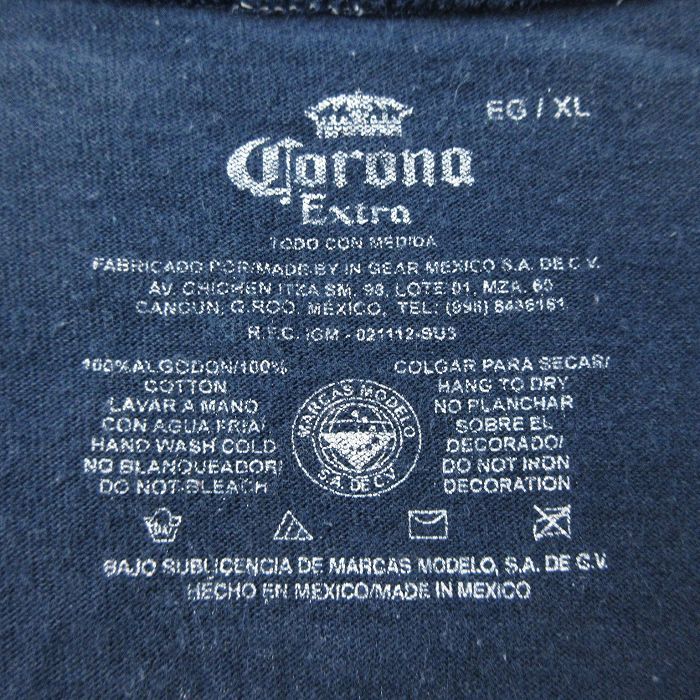 EG / XL
Corona
Extra
TODO CON MEDIDA
FABRICADO POR/MADE BY IN GEAR MEXICO S.A. DE C.V.
AV. CHICHEN ITZA SM. 98, LOTE 01, MZA. 60
CANCUN, Q.ROO, MÉXICO, TEL: (998) 8436161
R.F.C. IGM - 021112-SU3
100% ALGODON/100%
COTTON
LAVAR A MANO
CON AGUA FRIA/
HAND WASH COLD
NO BLANQUEADOR/
DO NOT BLEACH
MARCAS MODELO
S.A. DE C.V.
COLGAR PARA SECAR/
HANG TO DRY
NO PLANCHAR
SOBRE EL
DECORADO/
DO NOT IRON
DECORATION
BAJO SUBLICENCIA DE MARCAS MODELO, S.A. DE C.V.
HECHO EN MEXICO/MADE IN MEXICO